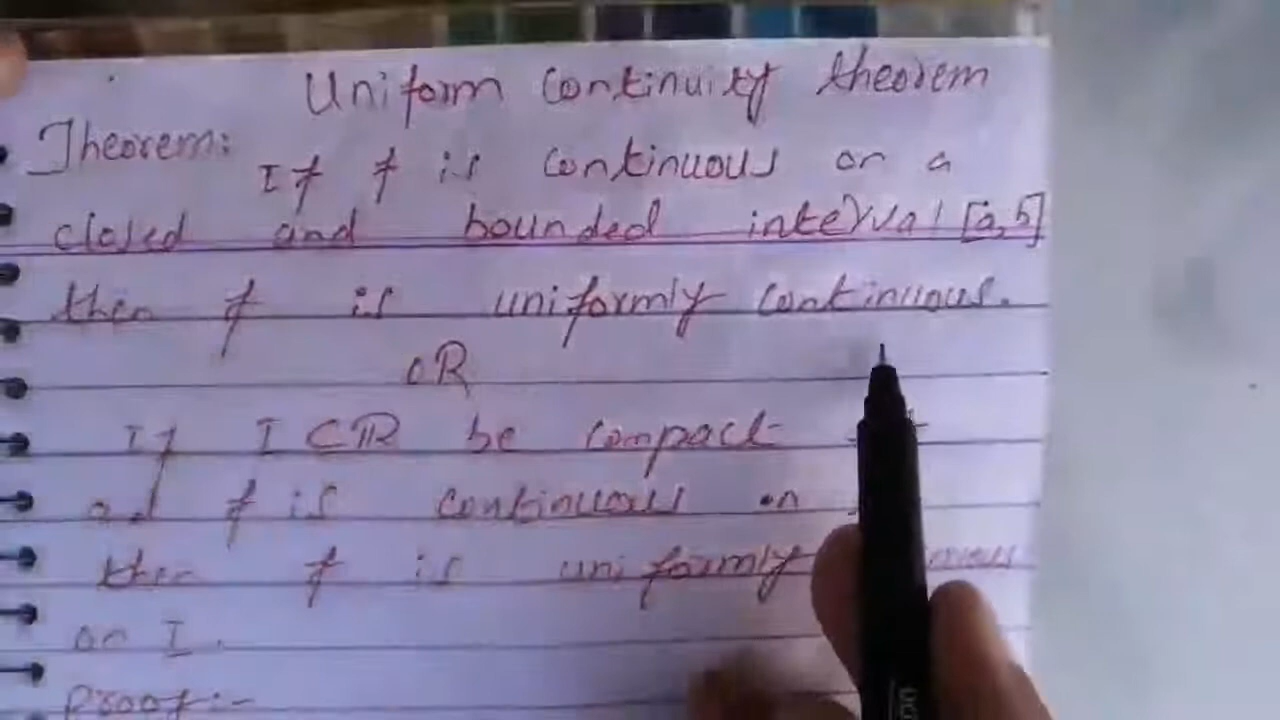 Uniform continuity theorem
Theorem:
If f is continuous on a
closed and bounded interval [a,b]
then f is uniformly continuous.
OR
If I ⊂ ℝ be compact
and f is continuous on
then f is uniformly
on I.
Proof:-